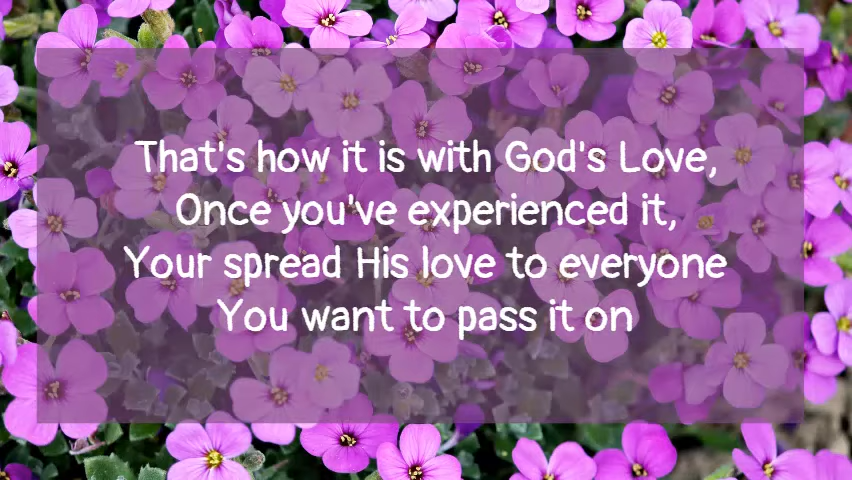 That's how it is with God's Love,
Once you've experienced it,
Your spread His love to everyone
You want to pass it on